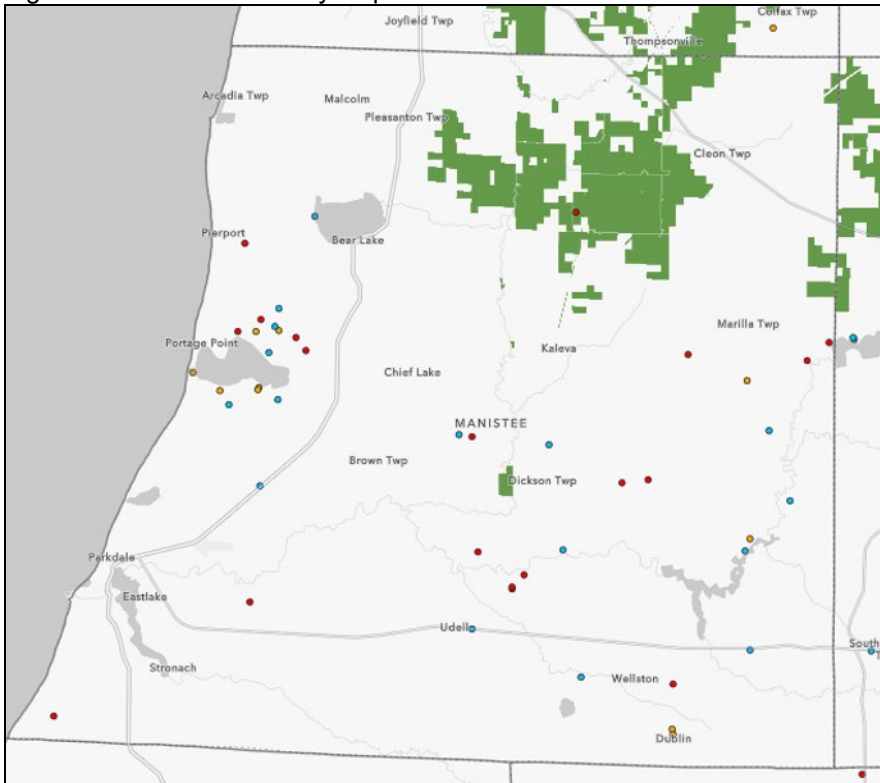 Colfax Twp
Joyfield Twp
Thompsonville
Arcadia Twp
Malcolm
Pleasanton Twp
Cleon Twp
Pierport
Bear Lake
Marilla Twp
Portage Point
Kaleva
Chief Lake
MANISTEE
Brown Twp
Dickson Twp
Parkdale
Eastlake
Udell
South
Stronach
Wellston
Dublin